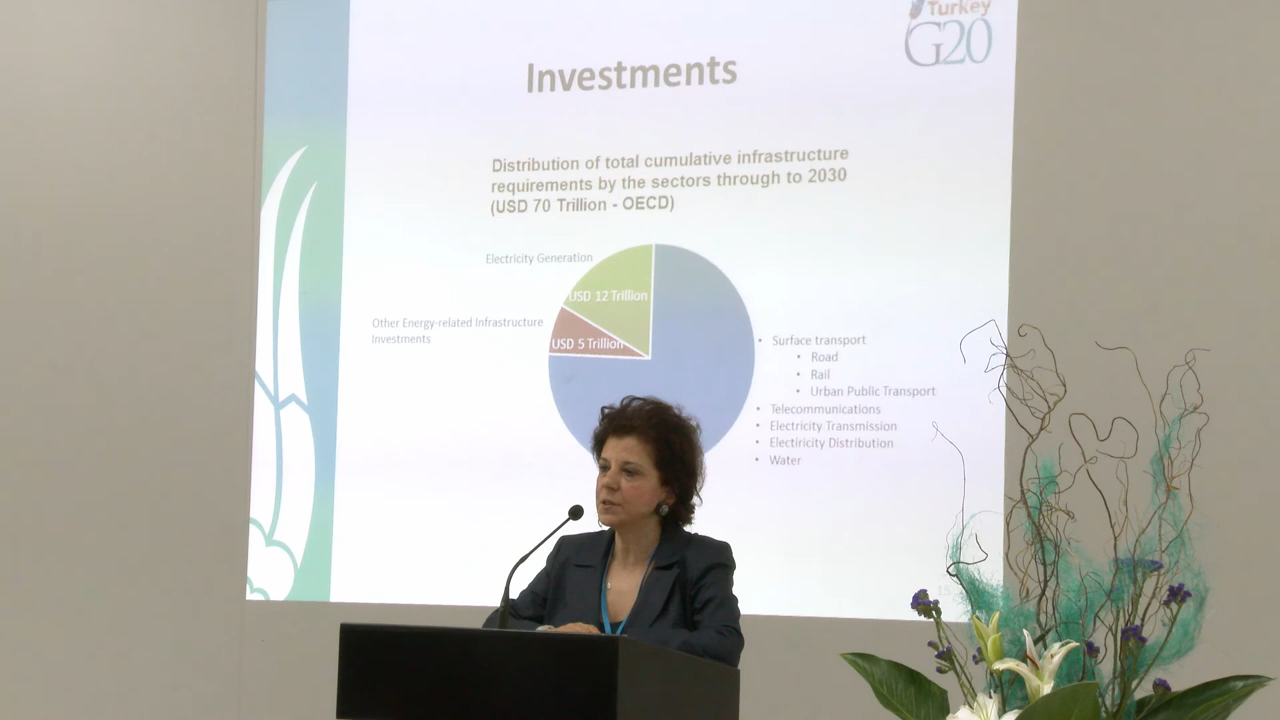 Turkey
G20
Investments
Distribution of total cumulative infrastructure
requirements by the sectors through to 2030
(USD 70 Trillion - OECD)
Electricity Generation
USD 12 Trillion
Other Energy-related Infrastructure
Investments
USD 5 Trillion
• Surface transport
• Road
• Rail
• Urban Public Transport
• Telecommunications
• Electricity Transmission
• Electiricity Distribution
• Water
15